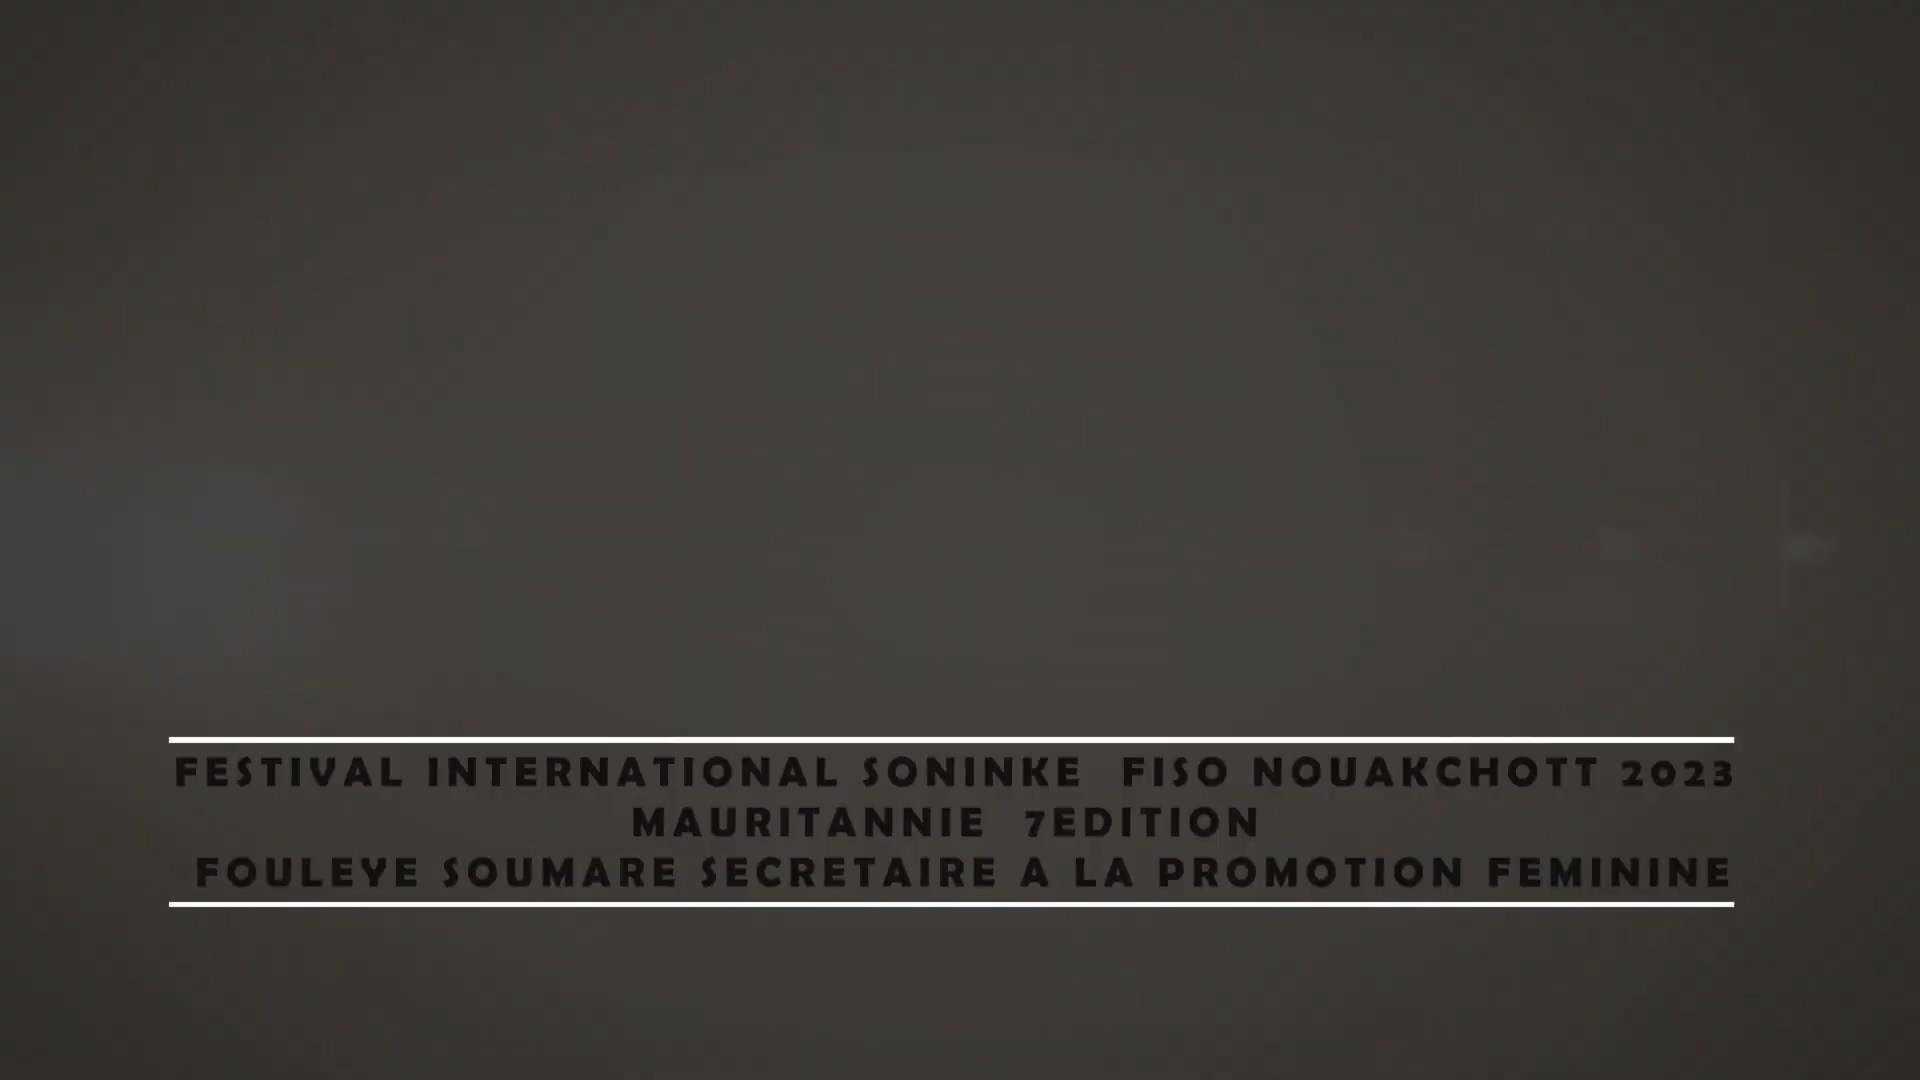 FESTIVAL INTERNATIONAL SONINKE  FISO NOUAKCHOTT 2023
MAURITANNIE  7EDITION
FOULEYE SOUMARE SECRETAIRE A LA PROMOTION FEMININE